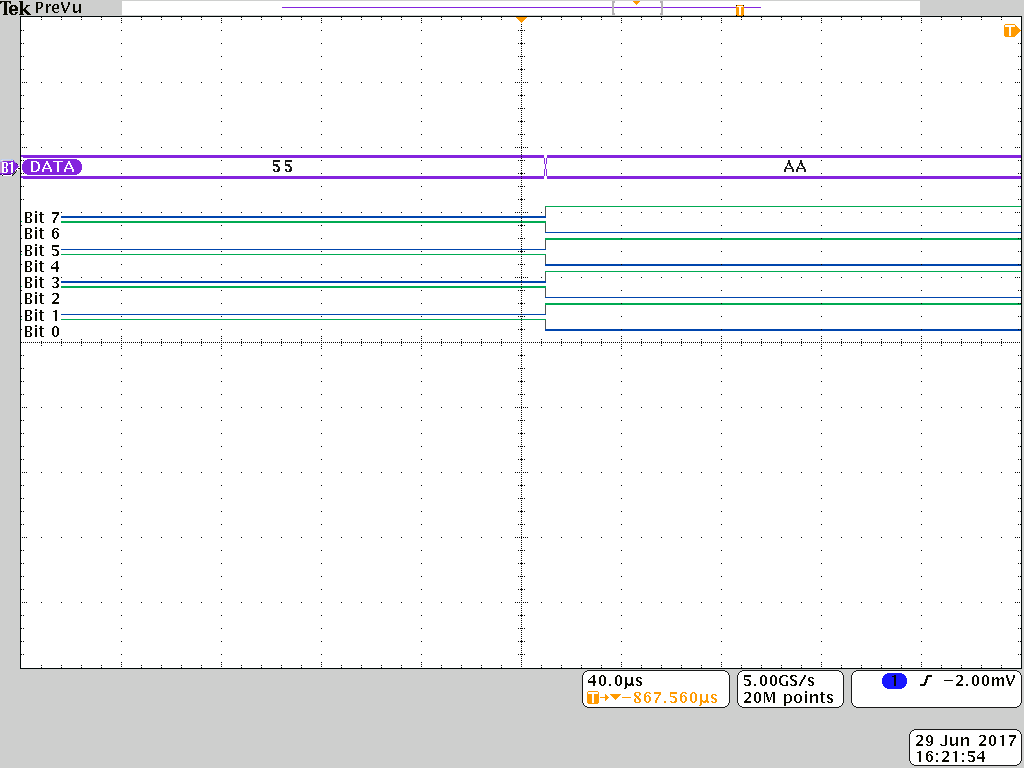 Tek PreVu
T
T
B1 DATA 55 AA
Bit 7
Bit 6
Bit 5
Bit 4
Bit 3
Bit 2
Bit 1
Bit 0
40.0µs
T→▼−867.560µs
5.00GS/s
20M points
1 ∫ −2.00mV
29 Jun 2017
16:21:54